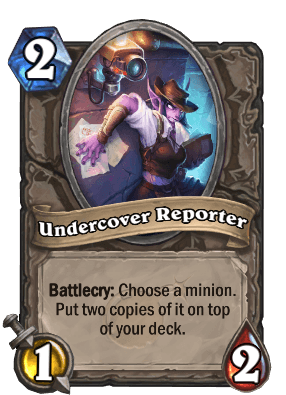 2
Undercover Reporter
Battlecry: Choose a minion.
Put two copies of it on top
of your deck.
1
2